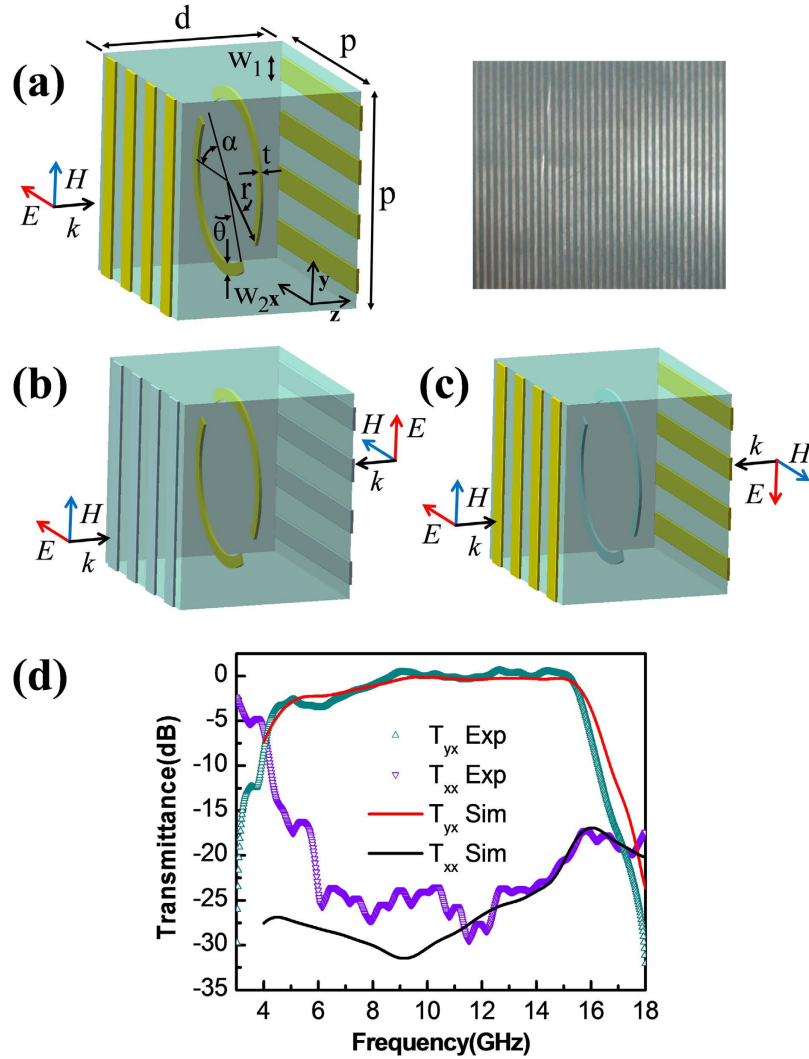 (a)
d
p
w1
p
α
t
r
θ
w2
x
y
z
H
E
k
(b)
H
E
k
H
E
k
(c)
H
E
k
k
H
E
(d)
Transmittance(dB)
0
-5
-10
-15
-20
-25
-30
-35
Tyx Exp
Txx Exp
Tyx Sim
Txx Sim
4 6 8 10 12 14 16 18
Frequency(GHz)